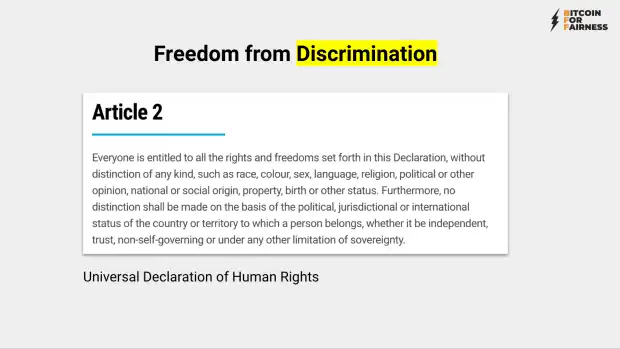 BITCOIN
FOR
FAIRNESS
Freedom from Discrimination
Article 2
Everyone is entitled to all the rights and freedoms set forth in this Declaration, without
distinction of any kind, such as race, colour, sex, language, religion, political or other
opinion, national or social origin, property, birth or other status. Furthermore, no
distinction shall be made on the basis of the political, jurisdictional or international
status of the country or territory to which a person belongs, whether it be independent,
trust, non-self-governing or under any other limitation of sovereignty.
Universal Declaration of Human Rights